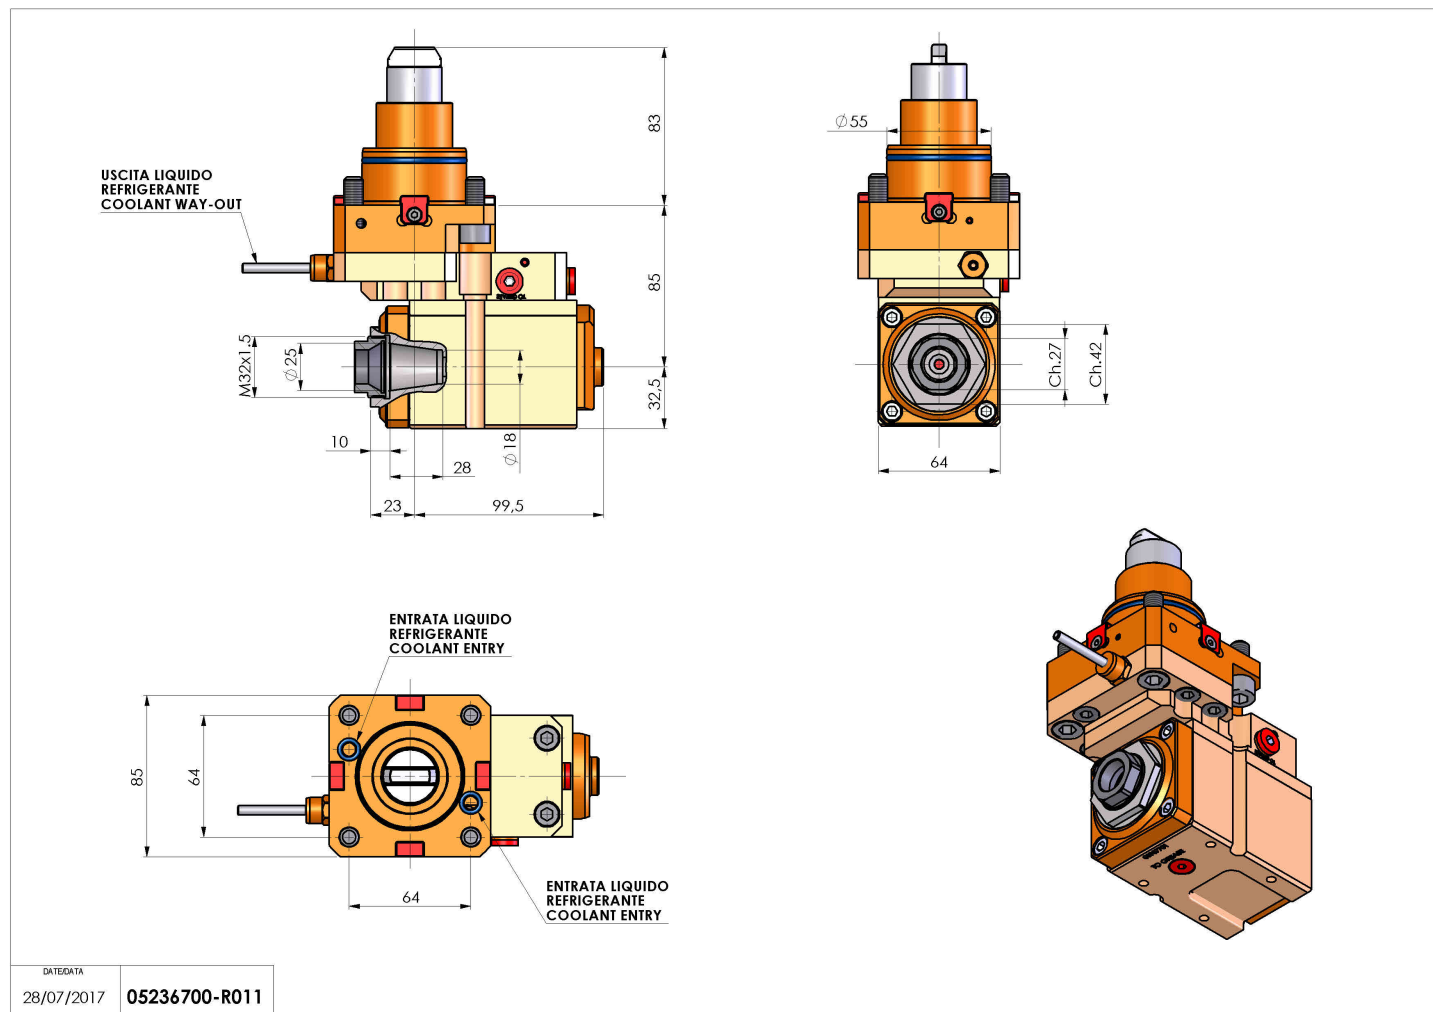 USCITA LIQUIDO
REFRIGERANTE
COOLANT WAY-OUT
83
85
32,5
M32x1.5
Ø25
Ø18
10
28
23
99,5
Ø55
Ch.27
Ch.42
64
ENTRATA LIQUIDO
REFRIGERANTE
COOLANT ENTRY
85
64
64
ENTRATA LIQUIDO
REFRIGERANTE
COOLANT ENTRY
DATE/DATA
28/07/2017
05236700-R011